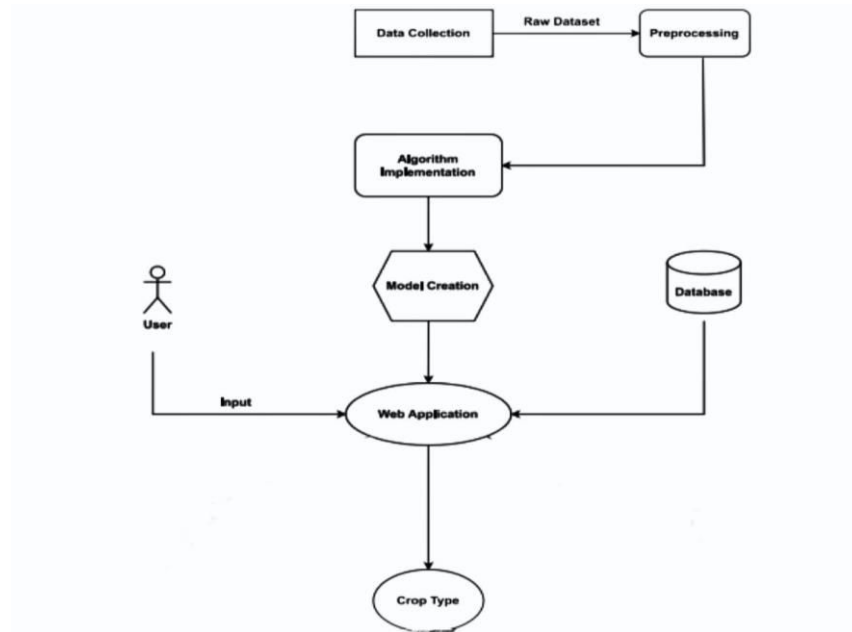 Data Collection
Raw Dataset
Preprocessing
Algorithm
Implementation
Model Creation
Database
User
Input
Web Application
Crop Type